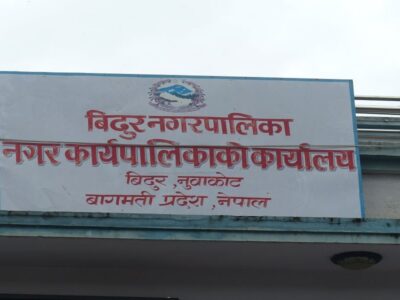 बिदुर नगरपालिका
नगर कार्यपालिकाको कार्यालय
बिदुर ,नुवाकोट
बागमती प्रदेश ,नेपाल